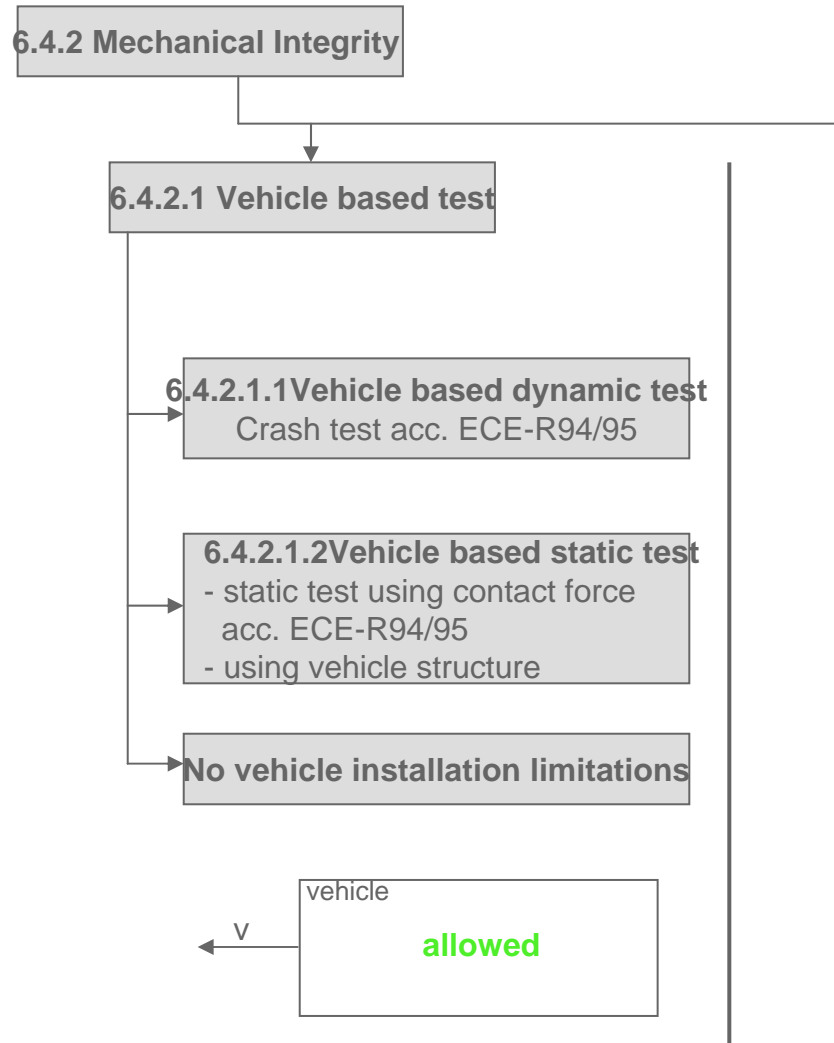 6.4.2 Mechanical Integrity
6.4.2.1 Vehicle based test
6.4.2.1.1Vehicle based dynamic test
Crash test acc. ECE-R94/95
6.4.2.1.2Vehicle based static test
- static test using contact force
acc. ECE-R94/95
- using vehicle structure
No vehicle installation limitations
vehicle
v
allowed